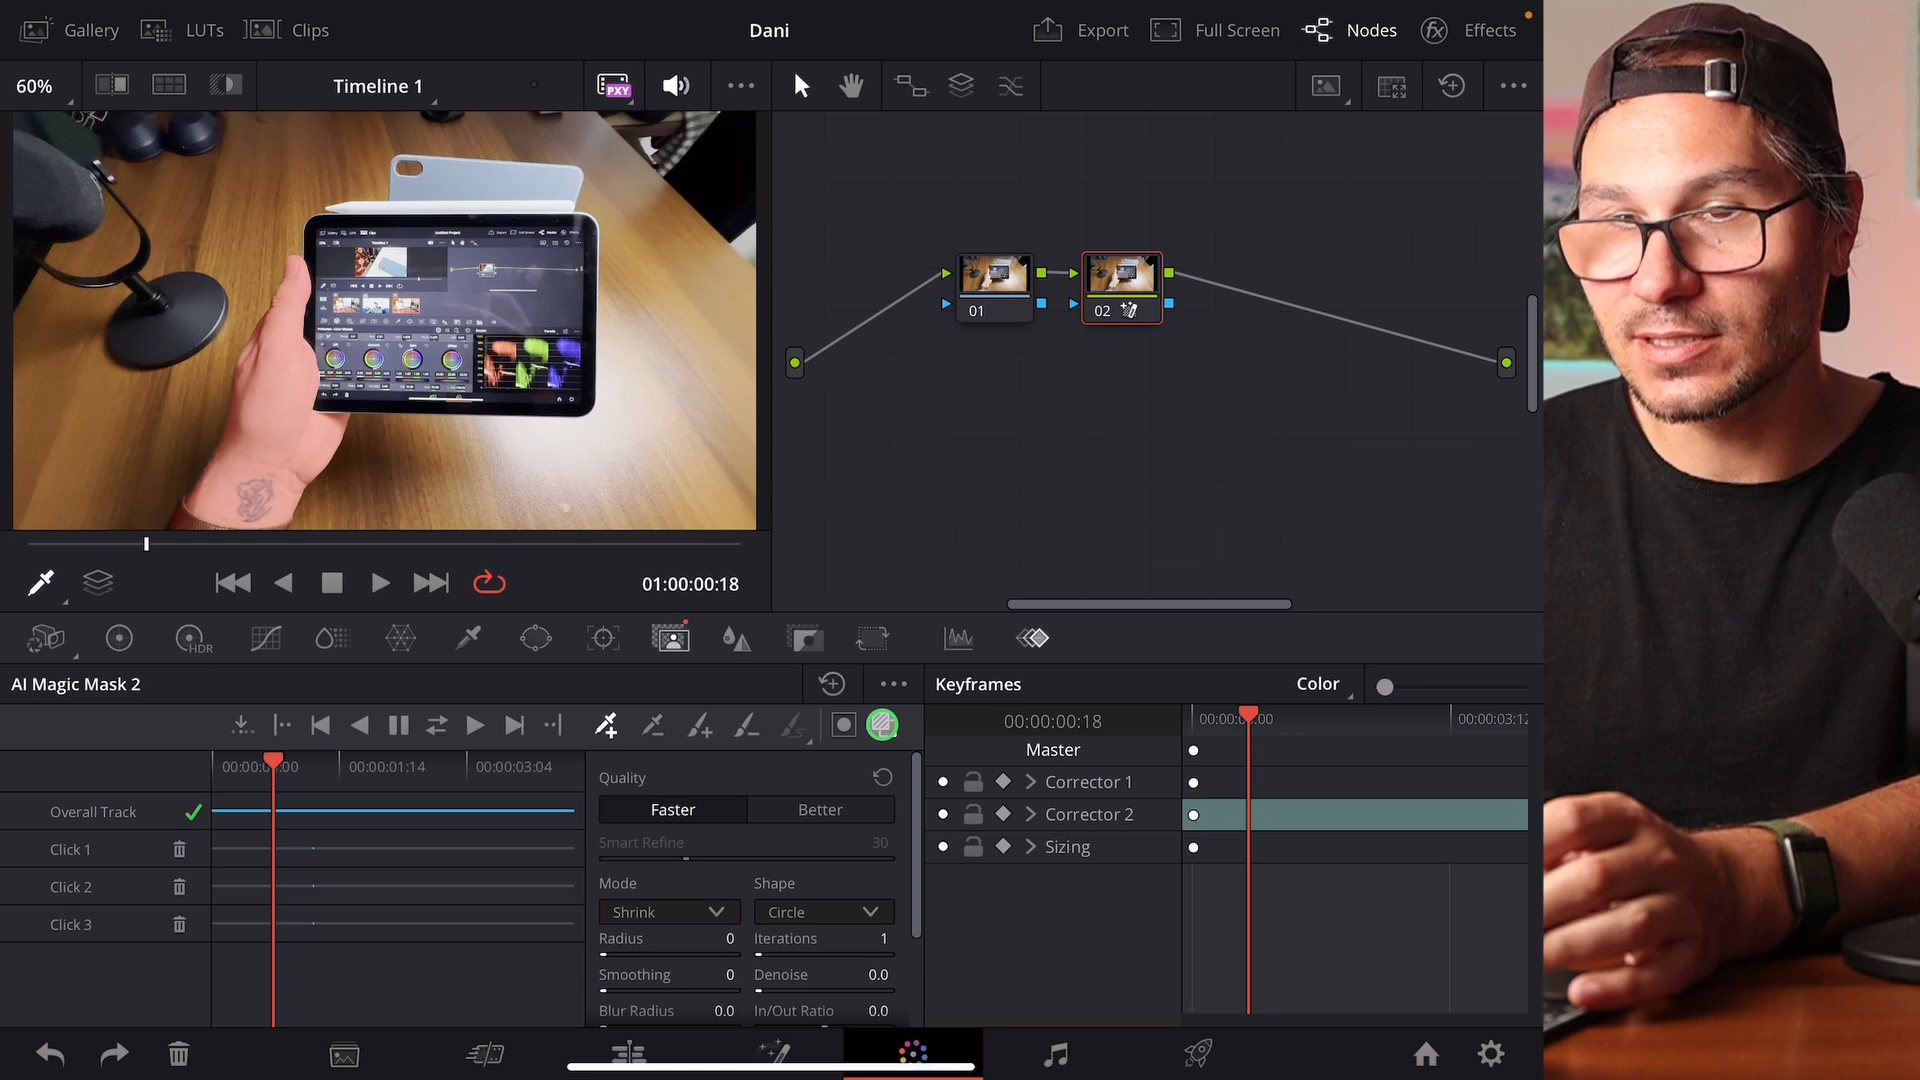 Gallery LUTs Clips Dani Export Full Screen Nodes Effects
60% Timeline 1 PXY
01 02
01:00:00:18
HDR
AI Magic Mask 2 Keyframes Color
00:00:00:18 00:00:03:12
Master
00:00:01:14 00:00:03:04 Quality
Faster Better Corrector 1
Overall Track Corrector 2
Click 1 Smart Refine 30 Sizing
Click 2 Mode Shape
Click 3 Shrink Circle
Radius 0 Iterations 1
Smoothing 0 Denoise 0.0
Blur Radius 0.0 In/Out Ratio 0.0